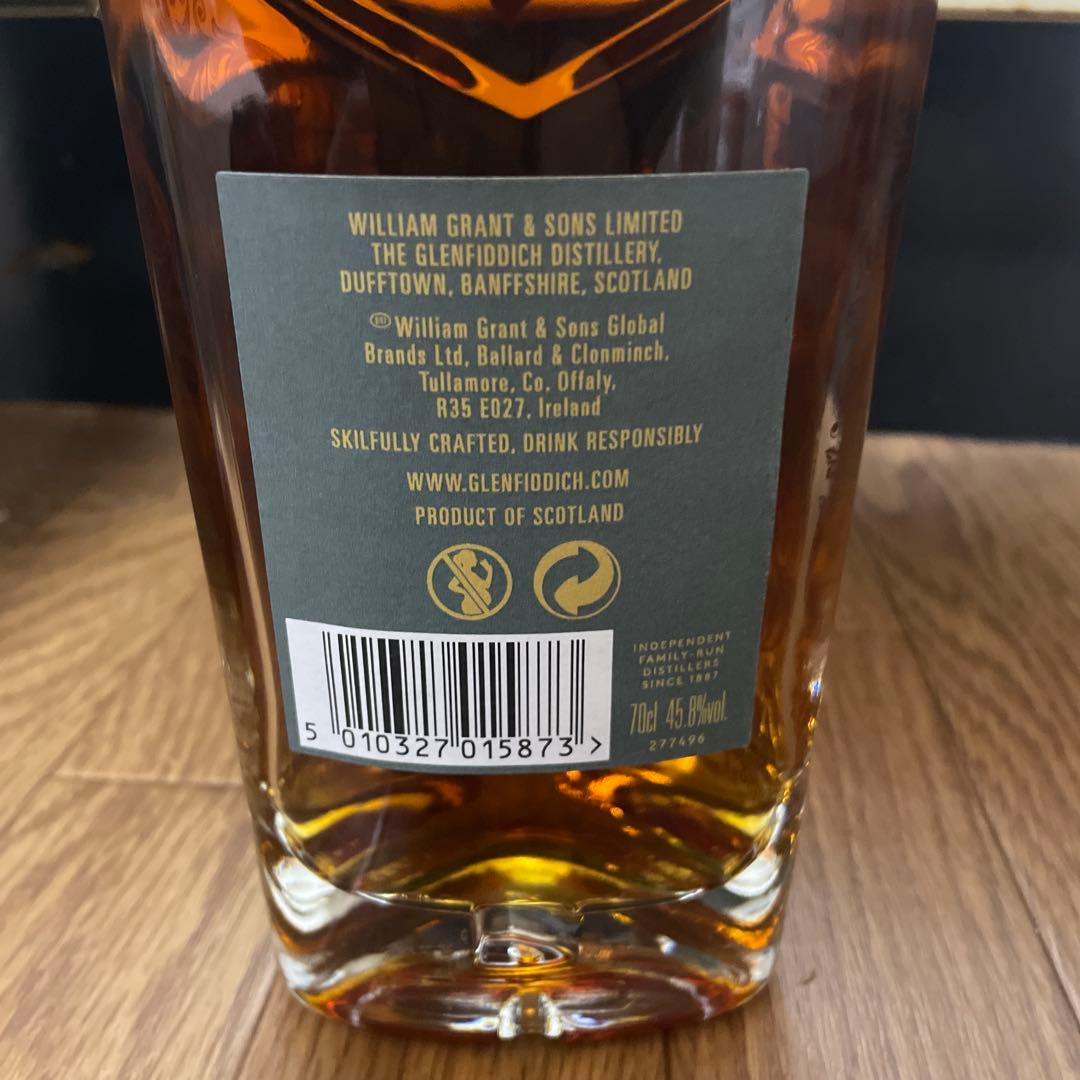 WILLIAM GRANT & SONS LIMITED
THE GLENFIDDICH DISTILLERY,
DUFFTOWN, BANFFSHIRE, SCOTLAND
William Grant & Sons Global
Brands Ltd, Ballard & Clonminch,
Tullamore, Co. Offaly,
R35 E027, Ireland
SKILFULLY CRAFTED, DRINK RESPONSIBLY
WWW.GLENFIDDICH.COM
PRODUCT OF SCOTLAND
INDEPENDENT
FAMILY-RUN
DISTILLERS
SINCE 1887
70cl 45.8%vol.
277496
5 010327 015873 >